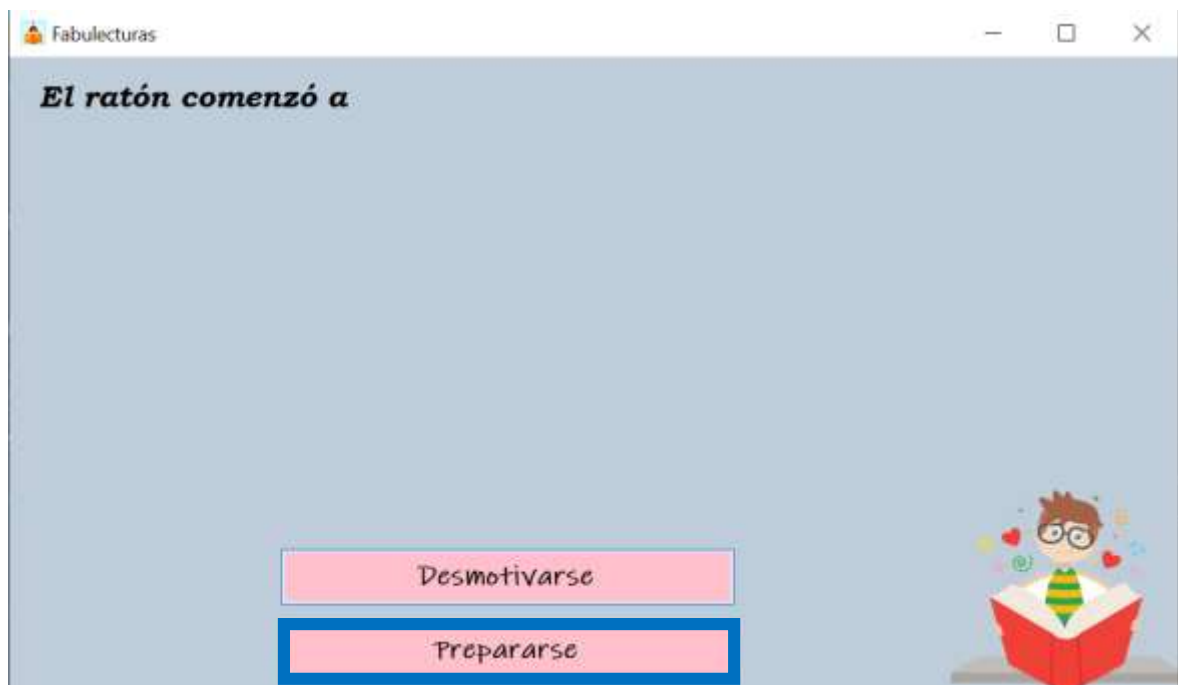 Fabulecturas
El ratón comenzó a
Desmotivarse
Prepararse